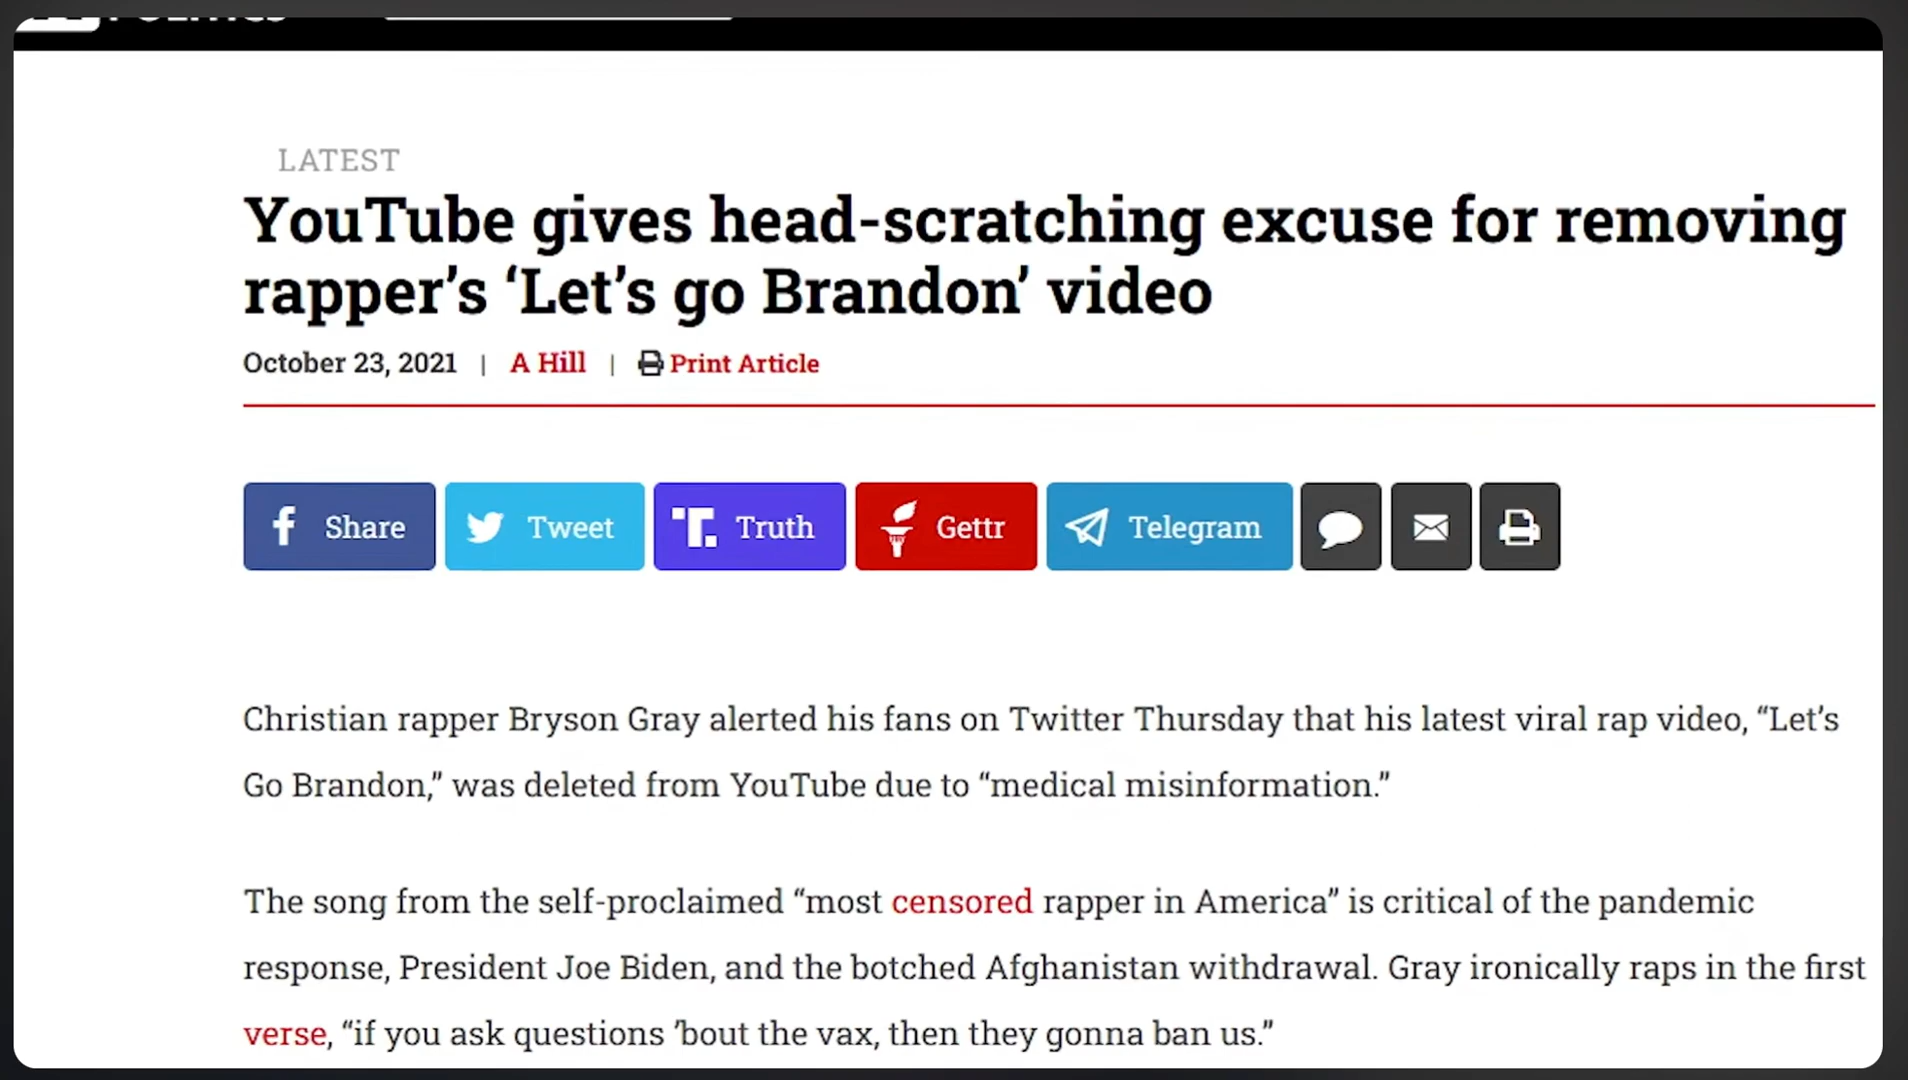 LATEST
YouTube gives head-scratching excuse for removing
rapper’s ‘Let’s go Brandon’ video
October 23, 2021 | A Hill | Print Article
Share Tweet Truth Gettr Telegram
Christian rapper Bryson Gray alerted his fans on Twitter Thursday that his latest viral rap video, “Let’s
Go Brandon,” was deleted from YouTube due to “medical misinformation.”
The song from the self-proclaimed “most censored rapper in America” is critical of the pandemic
response, President Joe Biden, and the botched Afghanistan withdrawal. Gray ironically raps in the first
verse, “if you ask questions ’bout the vax, then they gonna ban us.”